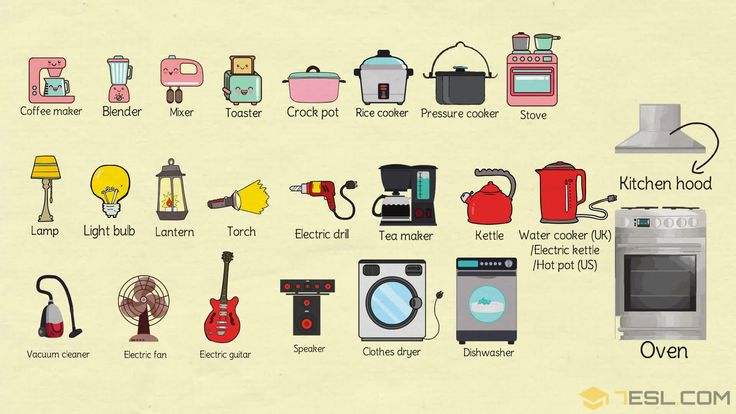 Coffee maker
Blender
Mixer
Toaster
Crock pot
Rice cooker
Pressure cooker
Stove
Kitchen hood
Lamp
Light bulb
Lantern
Torch
Electric drill
Tea maker
Kettle
Water cooker (UK)
/Electric kettle
/Hot pot (US)
Vacuum cleaner
Electric fan
Electric guitar
Speaker
Clothes dryer
Dishwasher
Oven
7ESL.COM